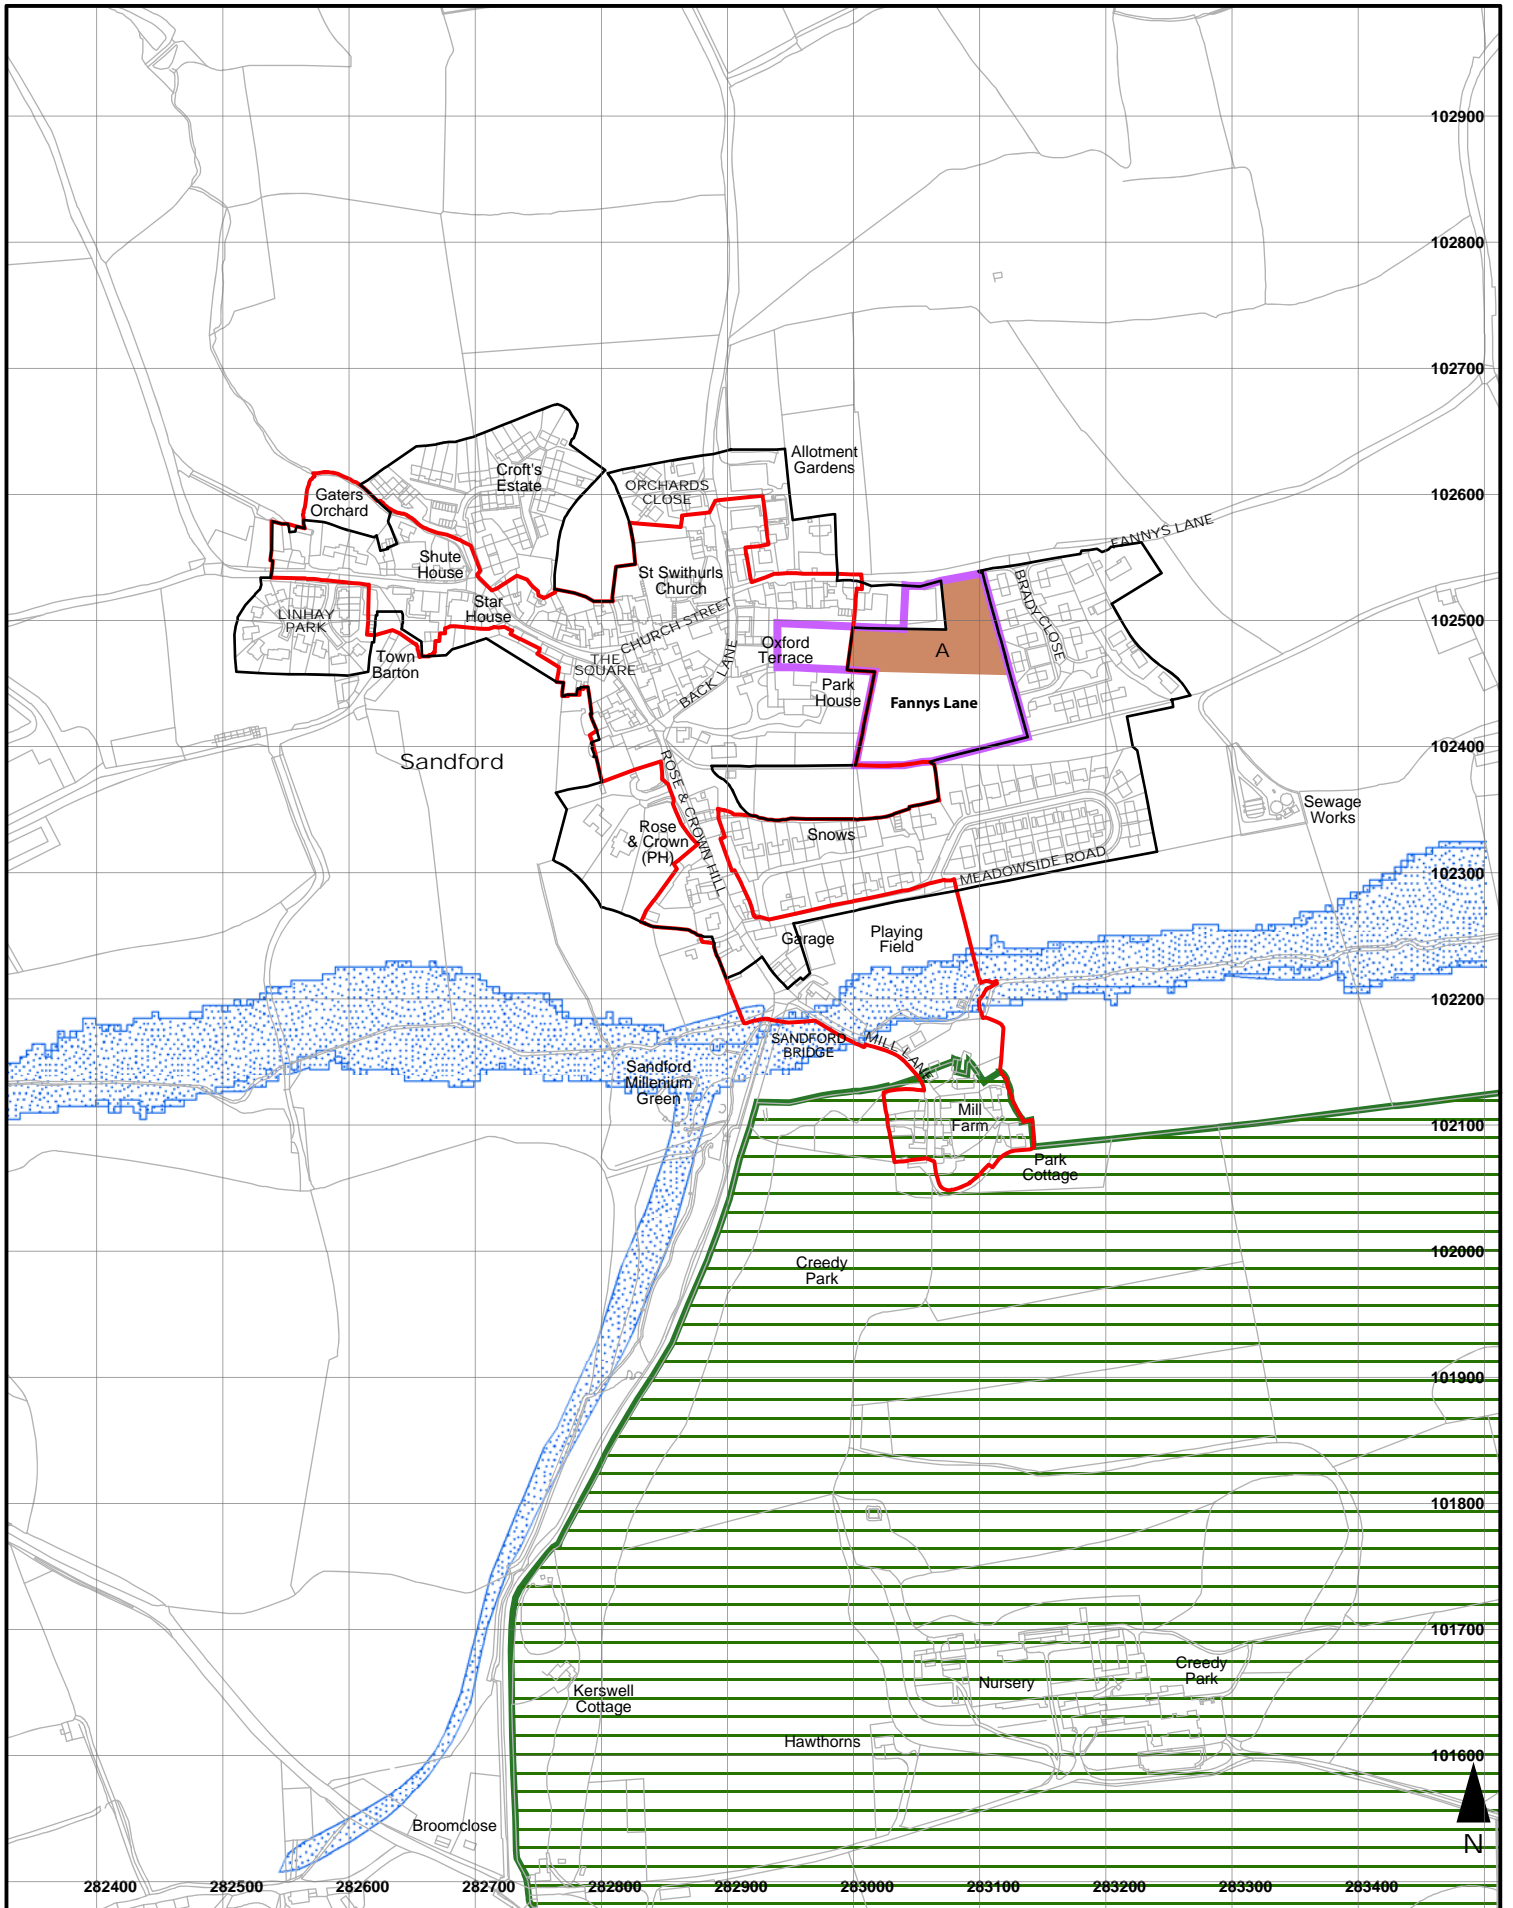 102900
102800
102700
Allotment
Gardens
Croft's
Estate
ORCHARDS
CLOSE
102600
Gaters
Orchard
FANNYS LANE
Shute
House
St Swithurls
Church
BRADYCLOSE
Star
House
LINHAY
PARK
CHURCH STREET
102500
Oxford
Terrace
A
Town
Barton
THE
SQUARE
BACK LANE
Park
House
Fannys Lane
Sandford
102400
ROSE & CROWN HILL
Sewage
Works
Rose
& Crown
(PH)
Snows
MEADOWSIDE ROAD
102300
Garage
Playing
Field
102200
SANDFORD
BRIDGE
MILL LANE
Sandford
Millenium
Green
Mill
Farm
102100
Park
Cottage
102000
Creedy
Park
101900
101800
101700
Creedy
Park
Nursery
Kerswell
Cottage
Hawthorns
101600
Broomclose
N
282400
282500
282600
282700
282800
282900
283000
283100
283200
283300
283400